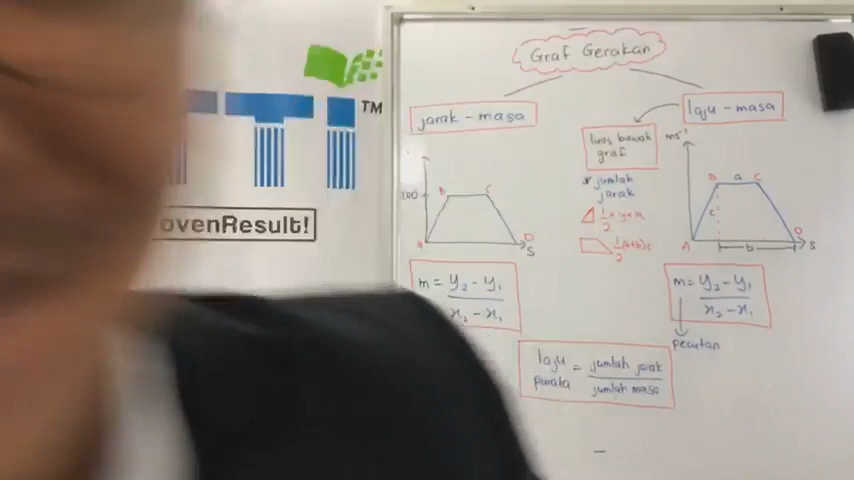 TTI TM
ovenResult!
Graf Gerakan
jarak - masa
laju - masa
luas bawah
graf
* jumlah
jarak
1/2 × y × x
1/2 (a+b)c
100
A
B
C
D
S
ms⁻¹
A
B
a
C
c
b
D
S
m = y₂ - y₁ / x₂ - x₁
m = y₂ - y₁ / x₂ - x₁
pecutan
laju
purata
= jumlah jarak / jumlah masa